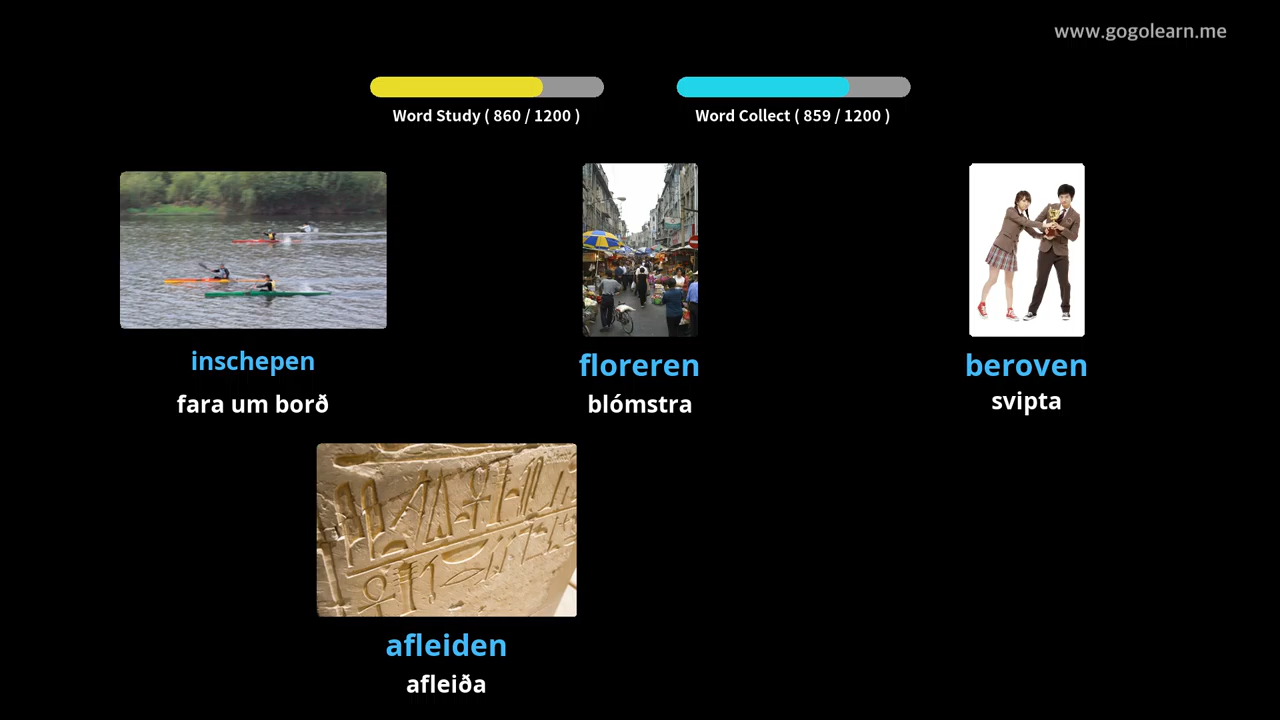 www.gogolearn.me
Word Study ( 860 / 1200 )
Word Collect ( 859 / 1200 )
inschepen
fara um borð
floreren
blómstra
beroven
svipta
afleiden
afleiða